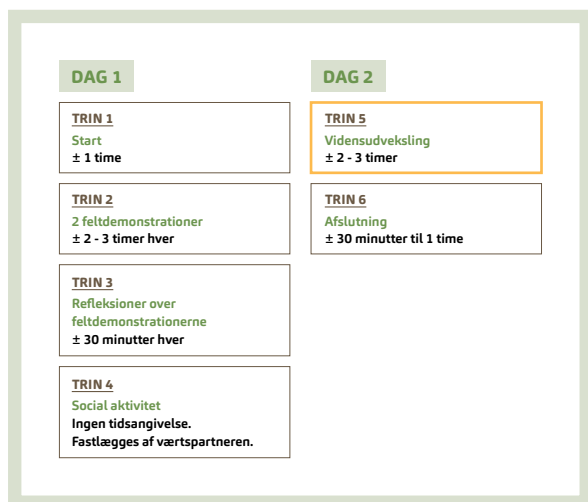 DAG 1
TRIN 1
Start
± 1 time
TRIN 2
2 feltdemonstrationer
± 2 - 3 timer hver
TRIN 3
Refleksioner over
feltdemonstrationerne
± 30 minutter hver
TRIN 4
Social aktivitet
Ingen tidsangivelse.
Fastlægges af værtspartneren.
DAG 2
TRIN 5
Vidensudveksling
± 2 - 3 timer
TRIN 6
Afslutning
± 30 minutter til 1 time